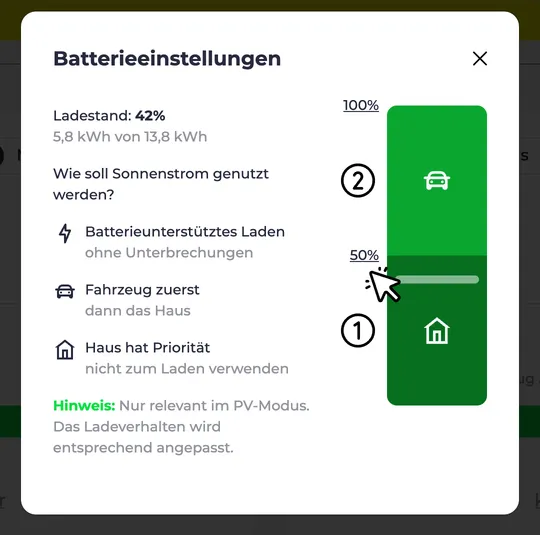 Batterieeinstellungen
Ladestand: 42%
5,8 kWh von 13,8 kWh
Wie soll Sonnenstrom genutzt
werden?
Batterieunterstütztes Laden
ohne Unterbrechungen
Fahrzeug zuerst
dann das Haus
Haus hat Priorität
nicht zum Laden verwenden
Hinweis: Nur relevant im PV-Modus.
Das Ladeverhalten wird
entsprechend angepasst.
100%
2
50%
1